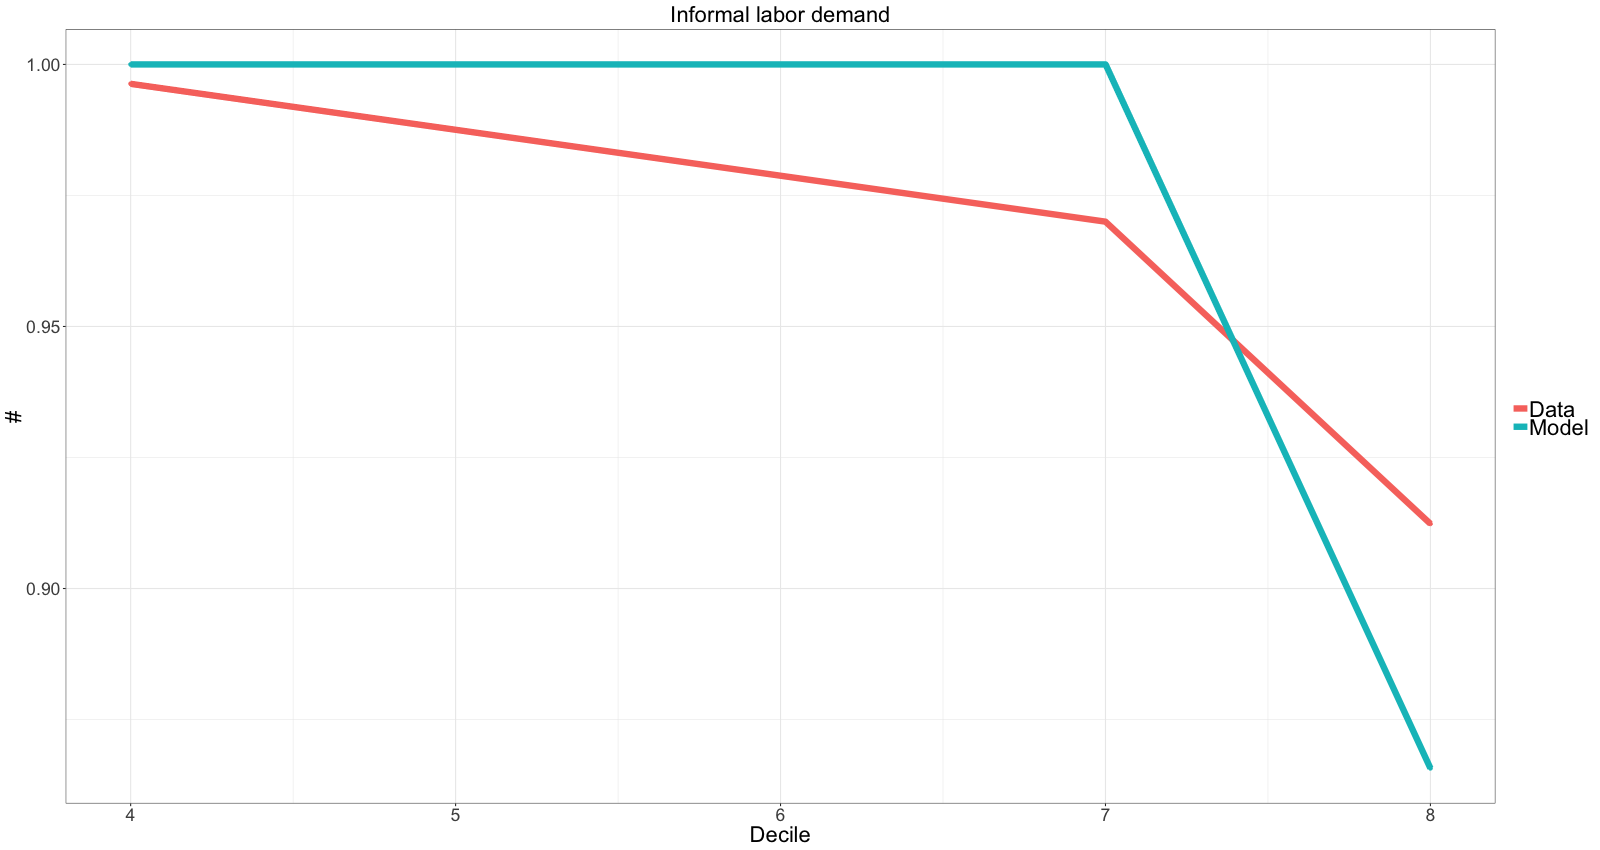 Informal labor demand
1.00
0.95
0.90
#
4 5 6 7 8
Decile
Data
Model